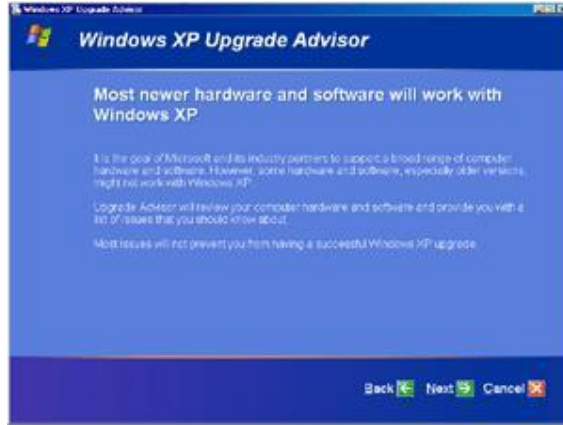 Windows XP Upgrade Advisor
Windows XP Upgrade Advisor
Most newer hardware and software will work with
Windows XP
It is the goal of Microsoft and its industry partners to support a broad range of computer
hardware and software. However, some hardware and software, especially older versions,
might not work with Windows XP.
Upgrade Advisor will review your computer hardware and software and provide you with a
list of issues that you should know about.
Most issues will not prevent you from having a successful Windows XP upgrade.
Back Next Cancel